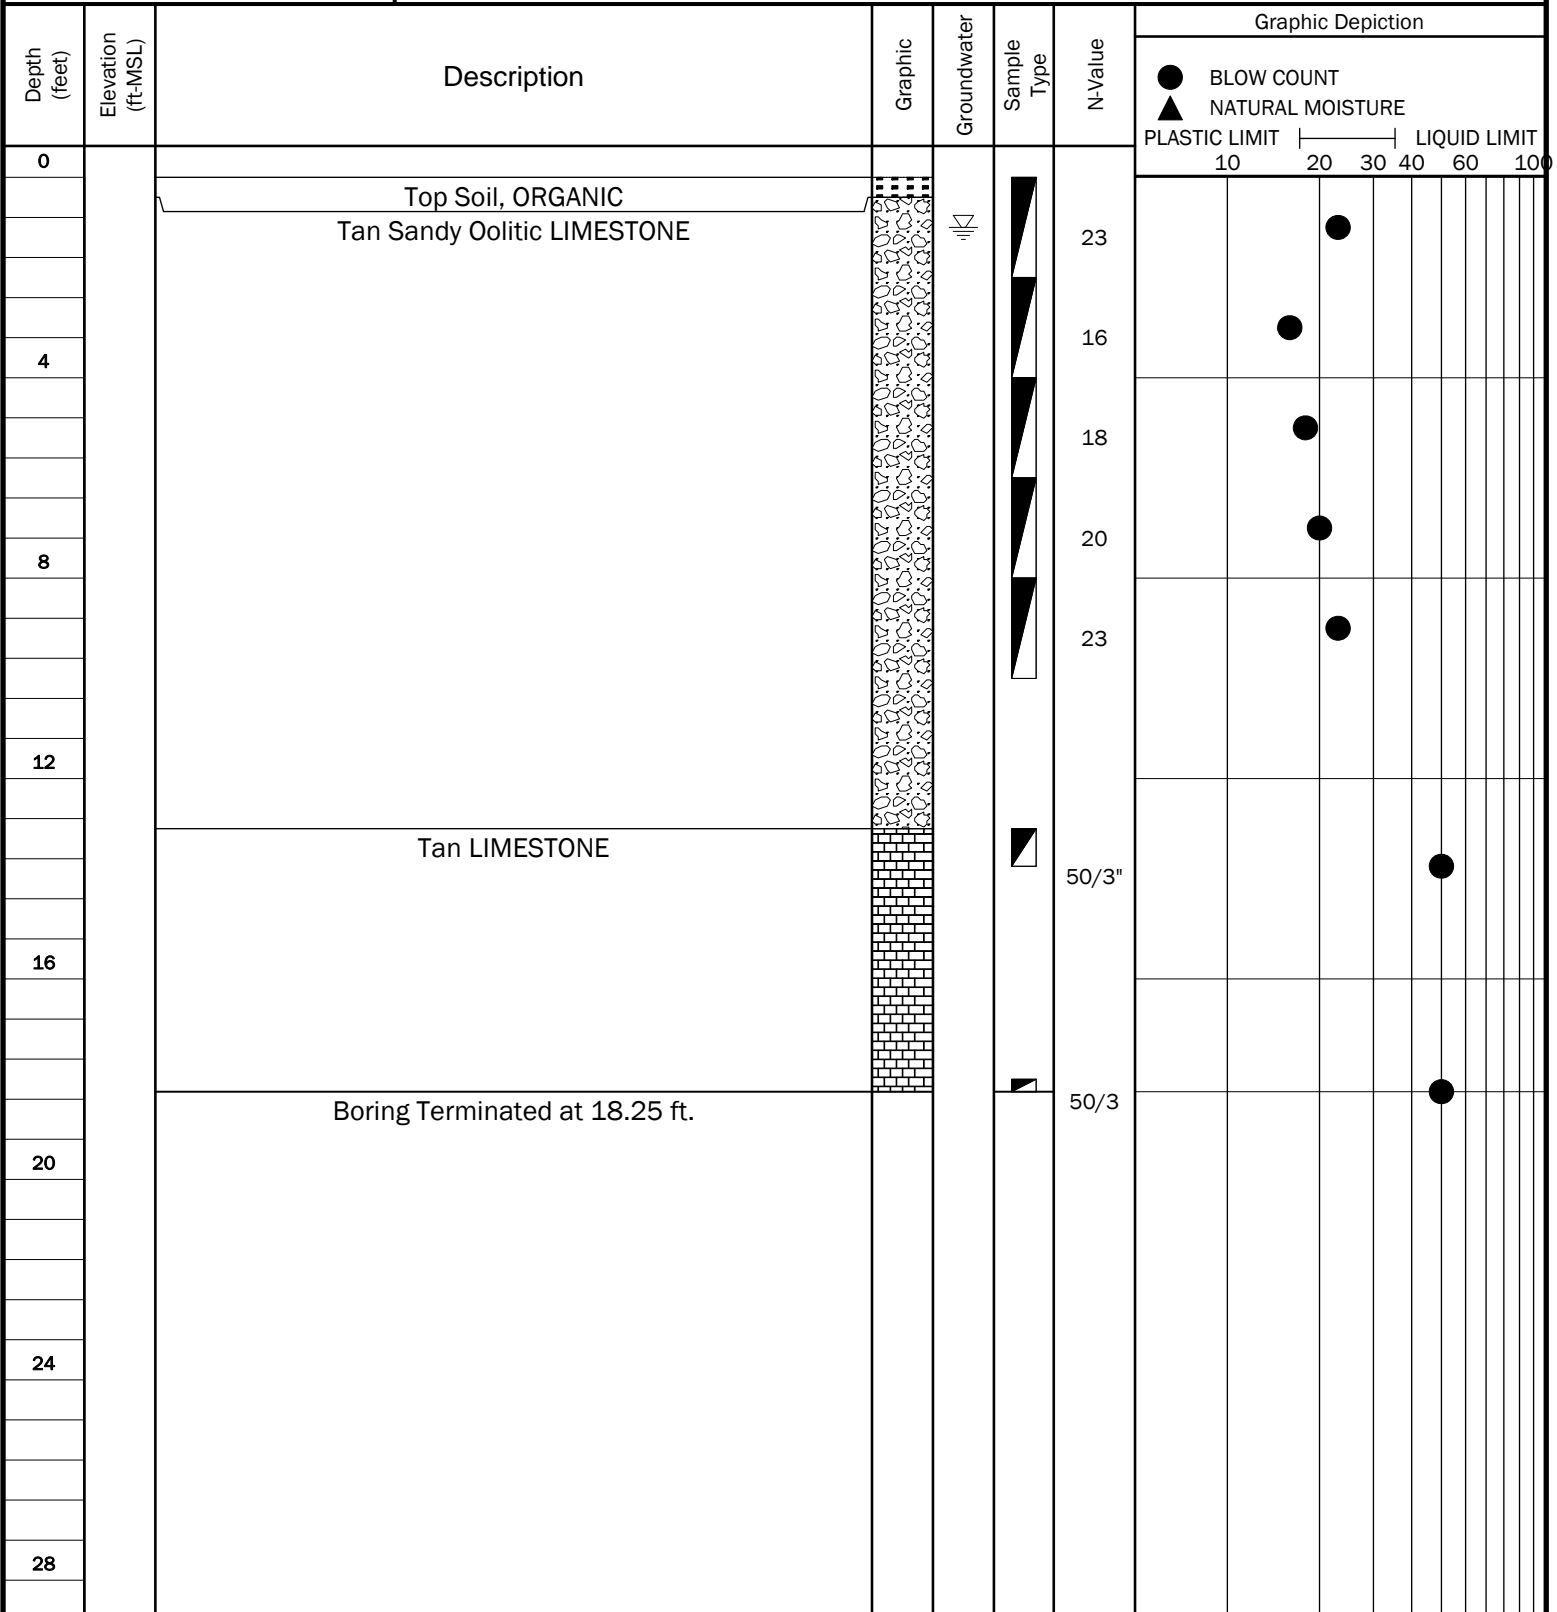 Depth
(feet)
Elevation
(ft-MSL)
Description
Graphic
Groundwater
Sample
Type
N-Value
Graphic Depiction
BLOW COUNT
NATURAL MOISTURE
PLASTIC LIMIT LIQUID LIMIT
10 20 30 40 60 100
0
Top Soil, ORGANIC
Tan Sandy Oolitic LIMESTONE
23
16
4
18
20
8
23
12
Tan LIMESTONE
50/3"
16
50/3
Boring Terminated at 18.25 ft.
20
24
28